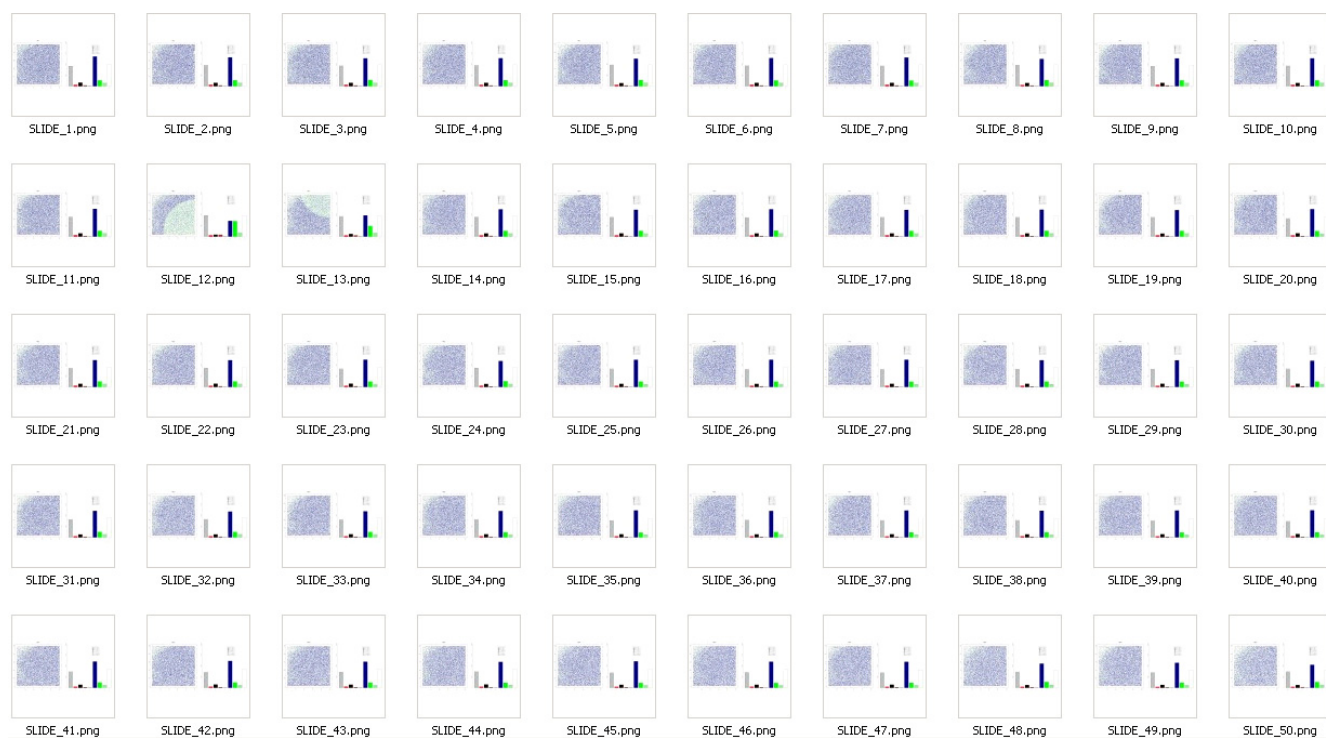 SLIDE_1.png SLIDE_2.png SLIDE_3.png SLIDE_4.png SLIDE_5.png SLIDE_6.png SLIDE_7.png SLIDE_8.png SLIDE_9.png SLIDE_10.png
SLIDE_11.png SLIDE_12.png SLIDE_13.png SLIDE_14.png SLIDE_15.png SLIDE_16.png SLIDE_17.png SLIDE_18.png SLIDE_19.png SLIDE_20.png
SLIDE_21.png SLIDE_22.png SLIDE_23.png SLIDE_24.png SLIDE_25.png SLIDE_26.png SLIDE_27.png SLIDE_28.png SLIDE_29.png SLIDE_30.png
SLIDE_31.png SLIDE_32.png SLIDE_33.png SLIDE_34.png SLIDE_35.png SLIDE_36.png SLIDE_37.png SLIDE_38.png SLIDE_39.png SLIDE_40.png
SLIDE_41.png SLIDE_42.png SLIDE_43.png SLIDE_44.png SLIDE_45.png SLIDE_46.png SLIDE_47.png SLIDE_48.png SLIDE_49.png SLIDE_50.png